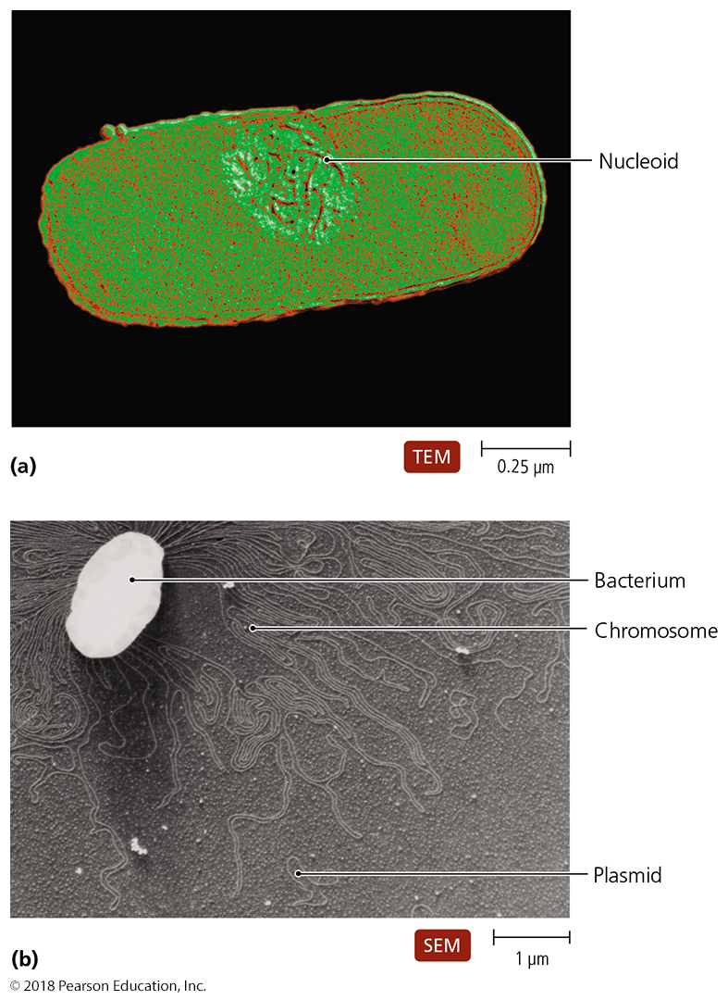 Nucleoid
TEM
0.25 µm
(a)
Bacterium
Chromosome
Plasmid
SEM
1 µm
(b)
© 2018 Pearson Education, Inc.